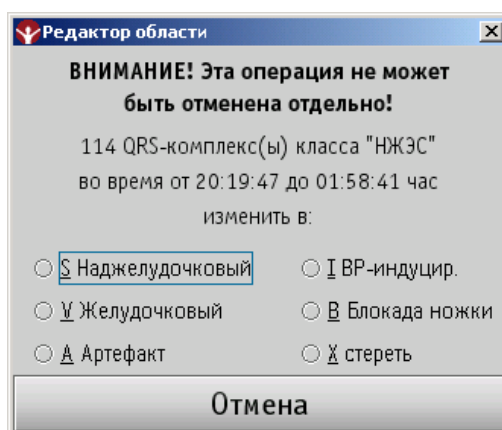 Редактор области
ВНИМАНИЕ! Эта операция не может
быть отменена отдельно!
114 QRS-комплекс(ы) класса "НЖЭС"
во время от 20:19:47 до 01:58:41 час
изменить в:
S Наджелудочковый
I ВР-индуцир.
V Желудочковый
B Блокада ножки
A Артефакт
X стереть
Отмена